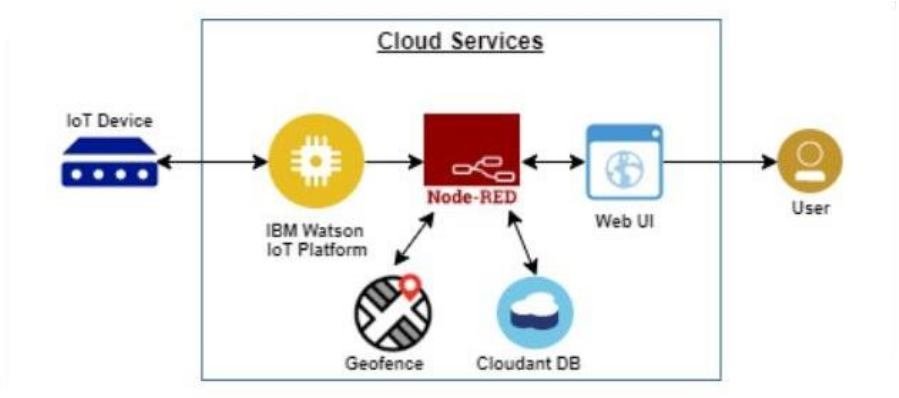 Cloud Services
IoT Device
Node-RED
IBM Watson
IoT Platform
Web UI
User
Geofence
Cloudant DB